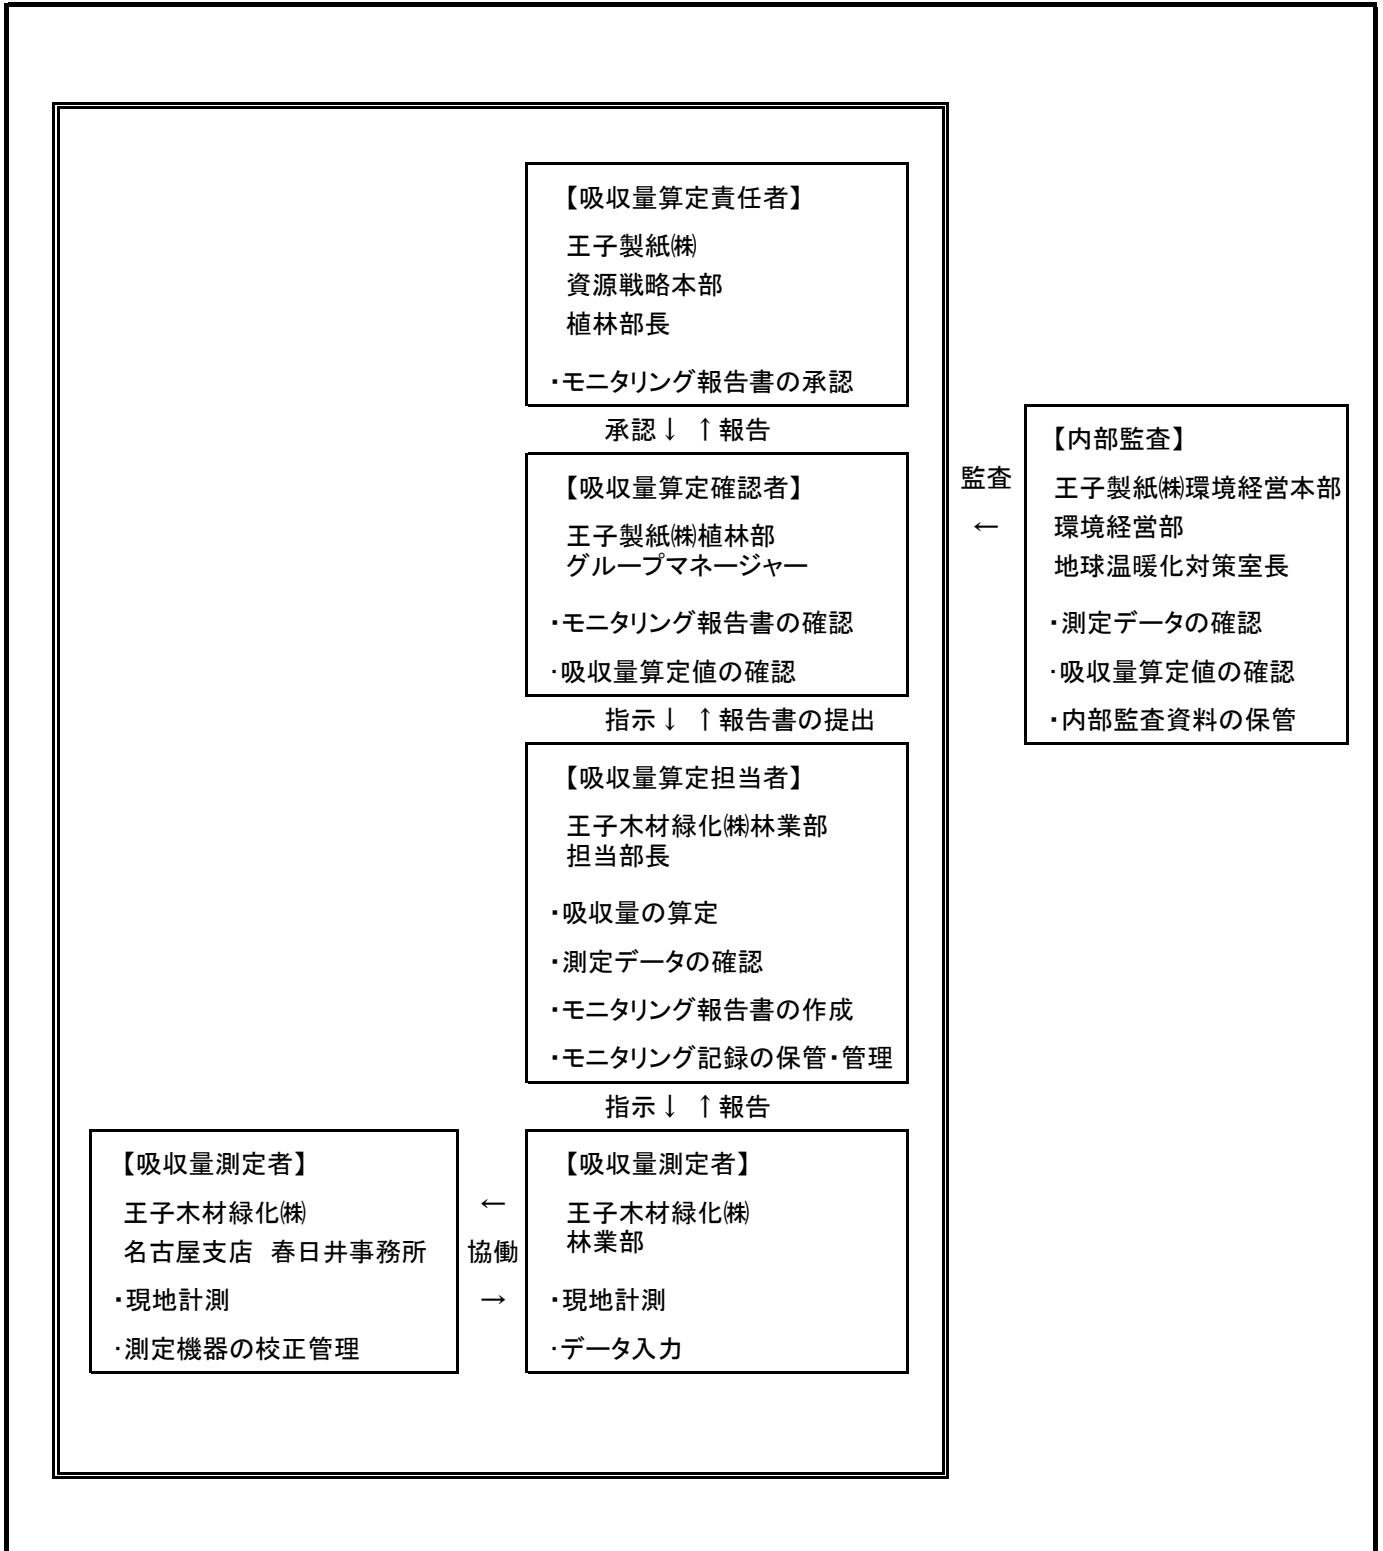 【吸収量算定責任者】
王子製紙㈱
資源戦略本部
植林部長
・モニタリング報告書の承認
承認↓ ↑報告
【吸収量算定確認者】
王子製紙㈱植林部
グループマネージャー
・モニタリング報告書の確認
・吸収量算定値の確認
監査
←
【内部監査】
王子製紙㈱環境経営本部
環境経営部
地球温暖化対策室長
・測定データの確認
・吸収量算定値の確認
・内部監査資料の保管
指示↓ ↑報告書の提出
【吸収量算定担当者】
王子木材緑化㈱林業部
担当部長
・吸収量の算定
・測定データの確認
・モニタリング報告書の作成
・モニタリング記録の保管・管理
指示↓ ↑報告
【吸収量測定者】
王子木材緑化㈱
名古屋支店 春日井事務所
・現地計測
・測定機器の校正管理
←
協働
→
【吸収量測定者】
王子木材緑化㈱
林業部
・現地計測
・データ入力